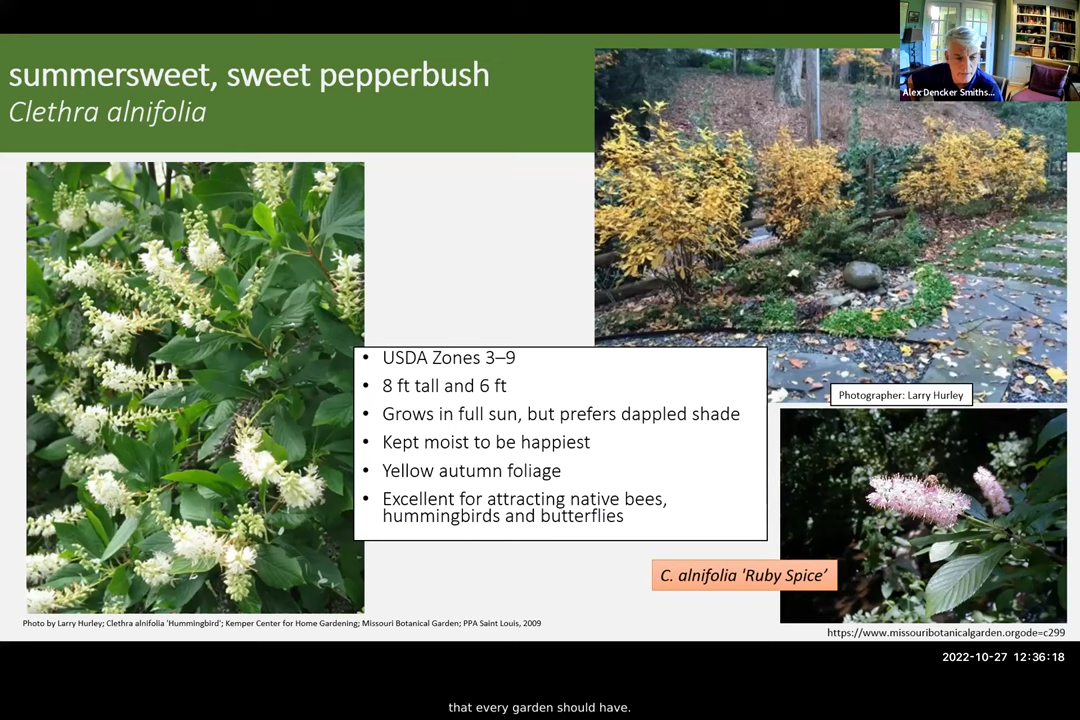 summersweet, sweet pepperbush
Clethra alnifolia
Alex Dencker Smiths...
• USDA Zones 3–9
• 8 ft tall and 6 ft
• Grows in full sun, but prefers dappled shade
• Kept moist to be happiest
• Yellow autumn foliage
• Excellent for attracting native bees,
hummingbirds and butterflies
Photographer: Larry Hurley
C. alnifolia 'Ruby Spice’
Photo by Larry Hurley; Clethra alnifolia 'Hummingbird'; Kemper Center for Home Gardening; Missouri Botanical Garden; PPA Saint Louis, 2009
https://www.missouribotanicalgarden.orgode=c299
2022-10-27 12:36:18
that every garden should have.